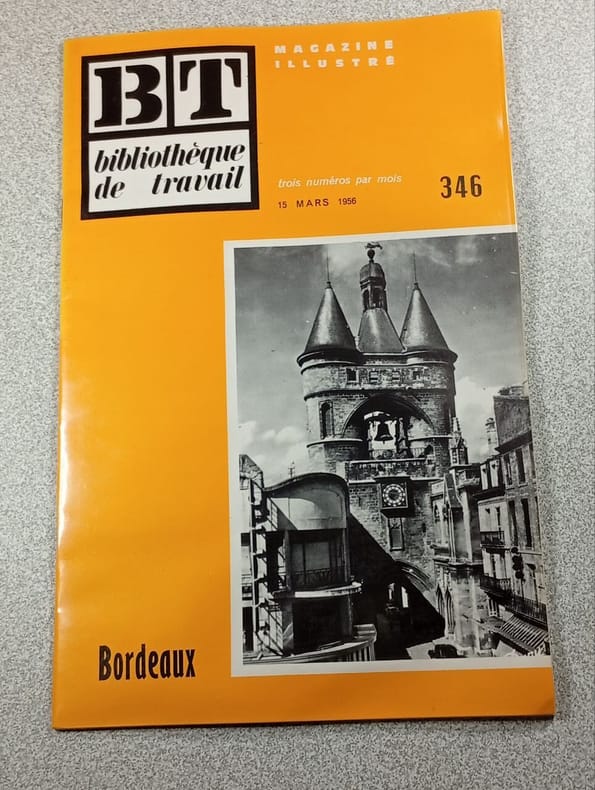 BT
bibliothèque
de travail
MAGAZINE
ILLUSTRÉ
trois numéros par mois
15 MARS 1956
346
Bordeaux